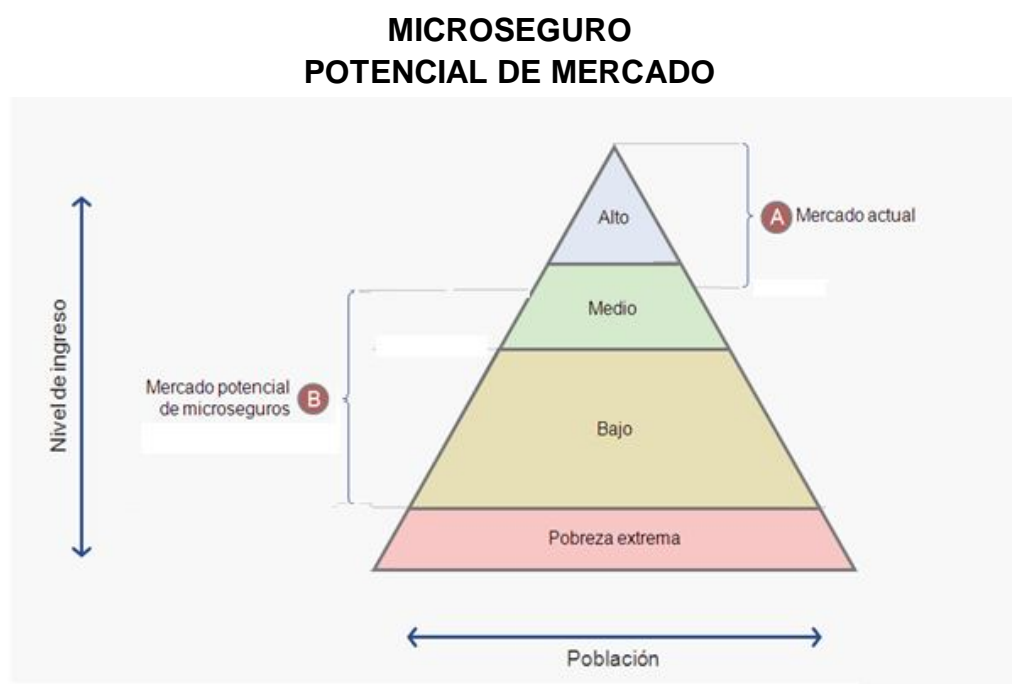 MICROSEGURO
POTENCIAL DE MERCADO
Alto
A Mercado actual
Medio
Nivel de ingreso
Mercado potencial
de microseguros B
Bajo
Pobreza extrema
Población